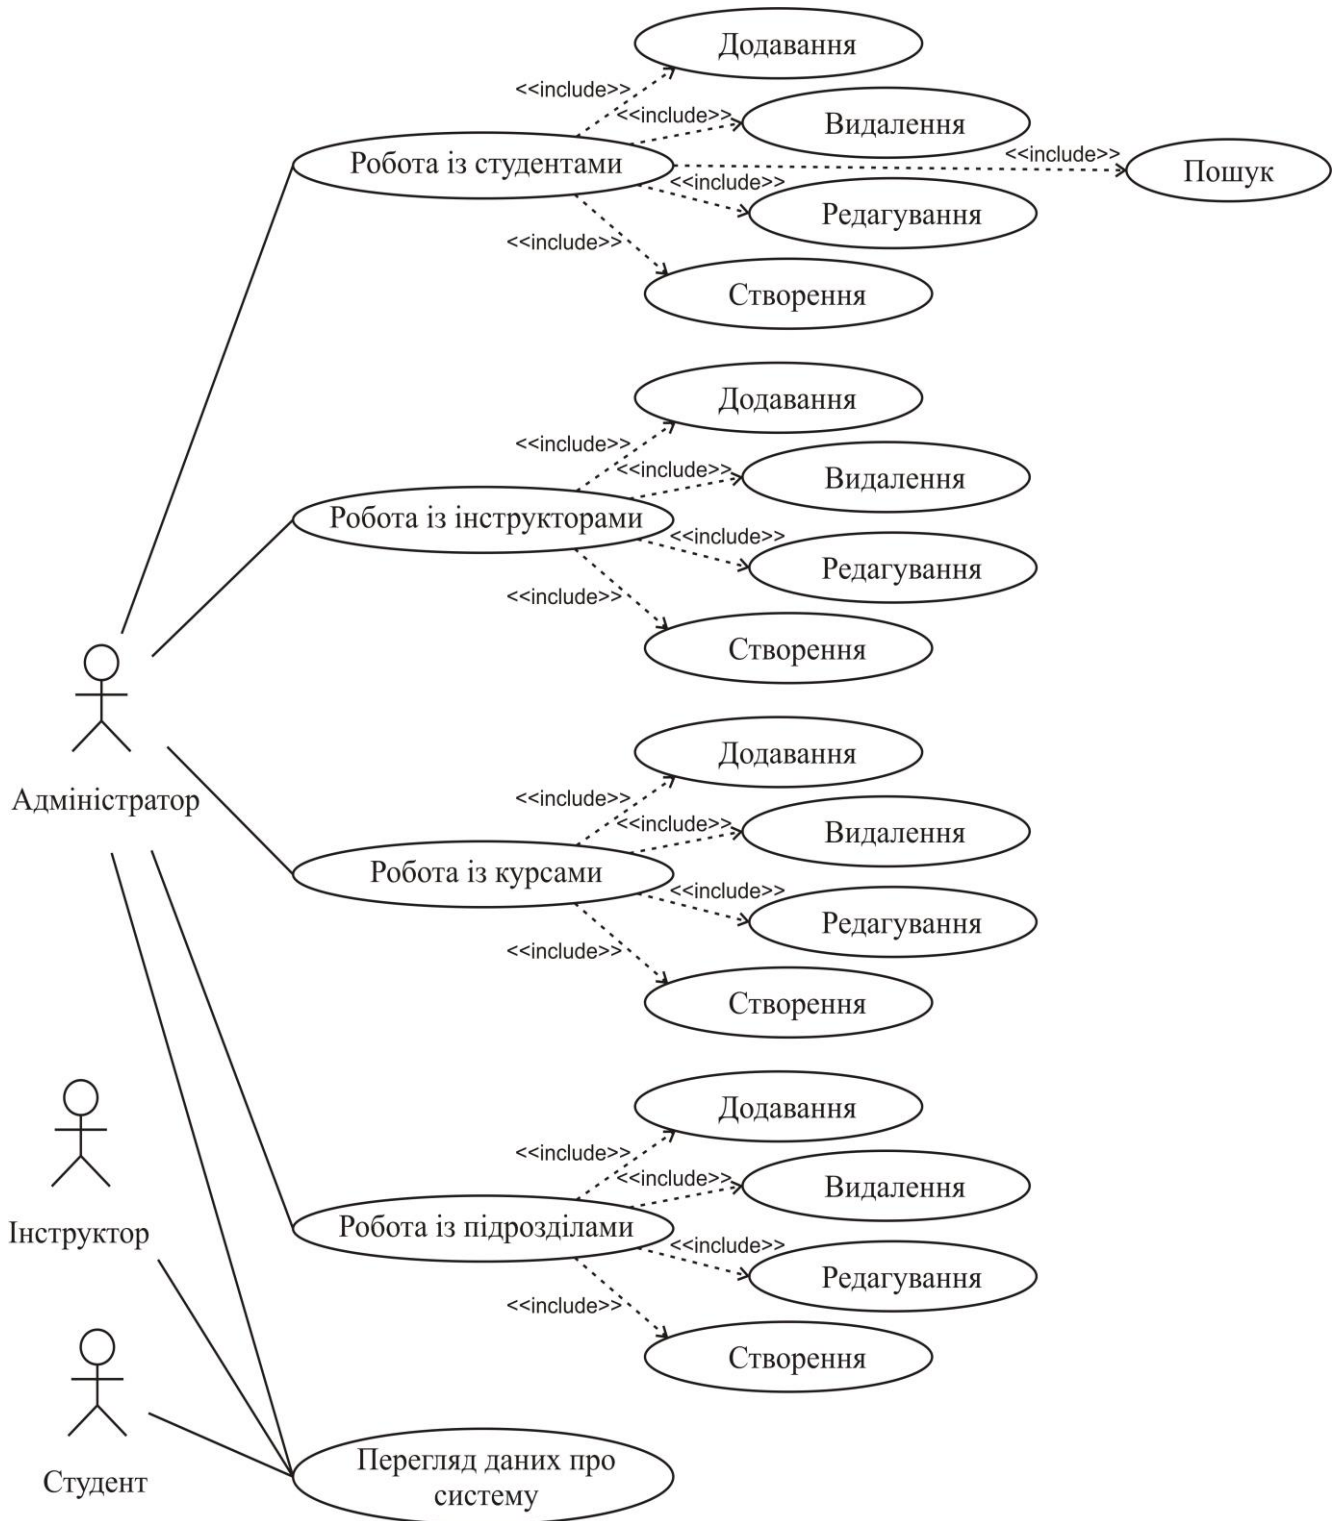 Додавання
<<include>>
<<include>>
Видалення
<<include>>
Робота із студентами
Пошук
<<include>>
Редагування
<<include>>
Створення
Додавання
<<include>>
<<include>>
Видалення
Робота із інструкторами
<<include>>
Редагування
<<include>>
Створення
Адміністратор
Додавання
<<include>>
<<include>>
Видалення
Робота із курсами
<<include>>
Редагування
<<include>>
Створення
Додавання
<<include>>
<<include>>
Видалення
Інструктор
Робота із підрозділами
<<include>>
Редагування
<<include>>
Створення
Студент
Перегляд даних про
систему